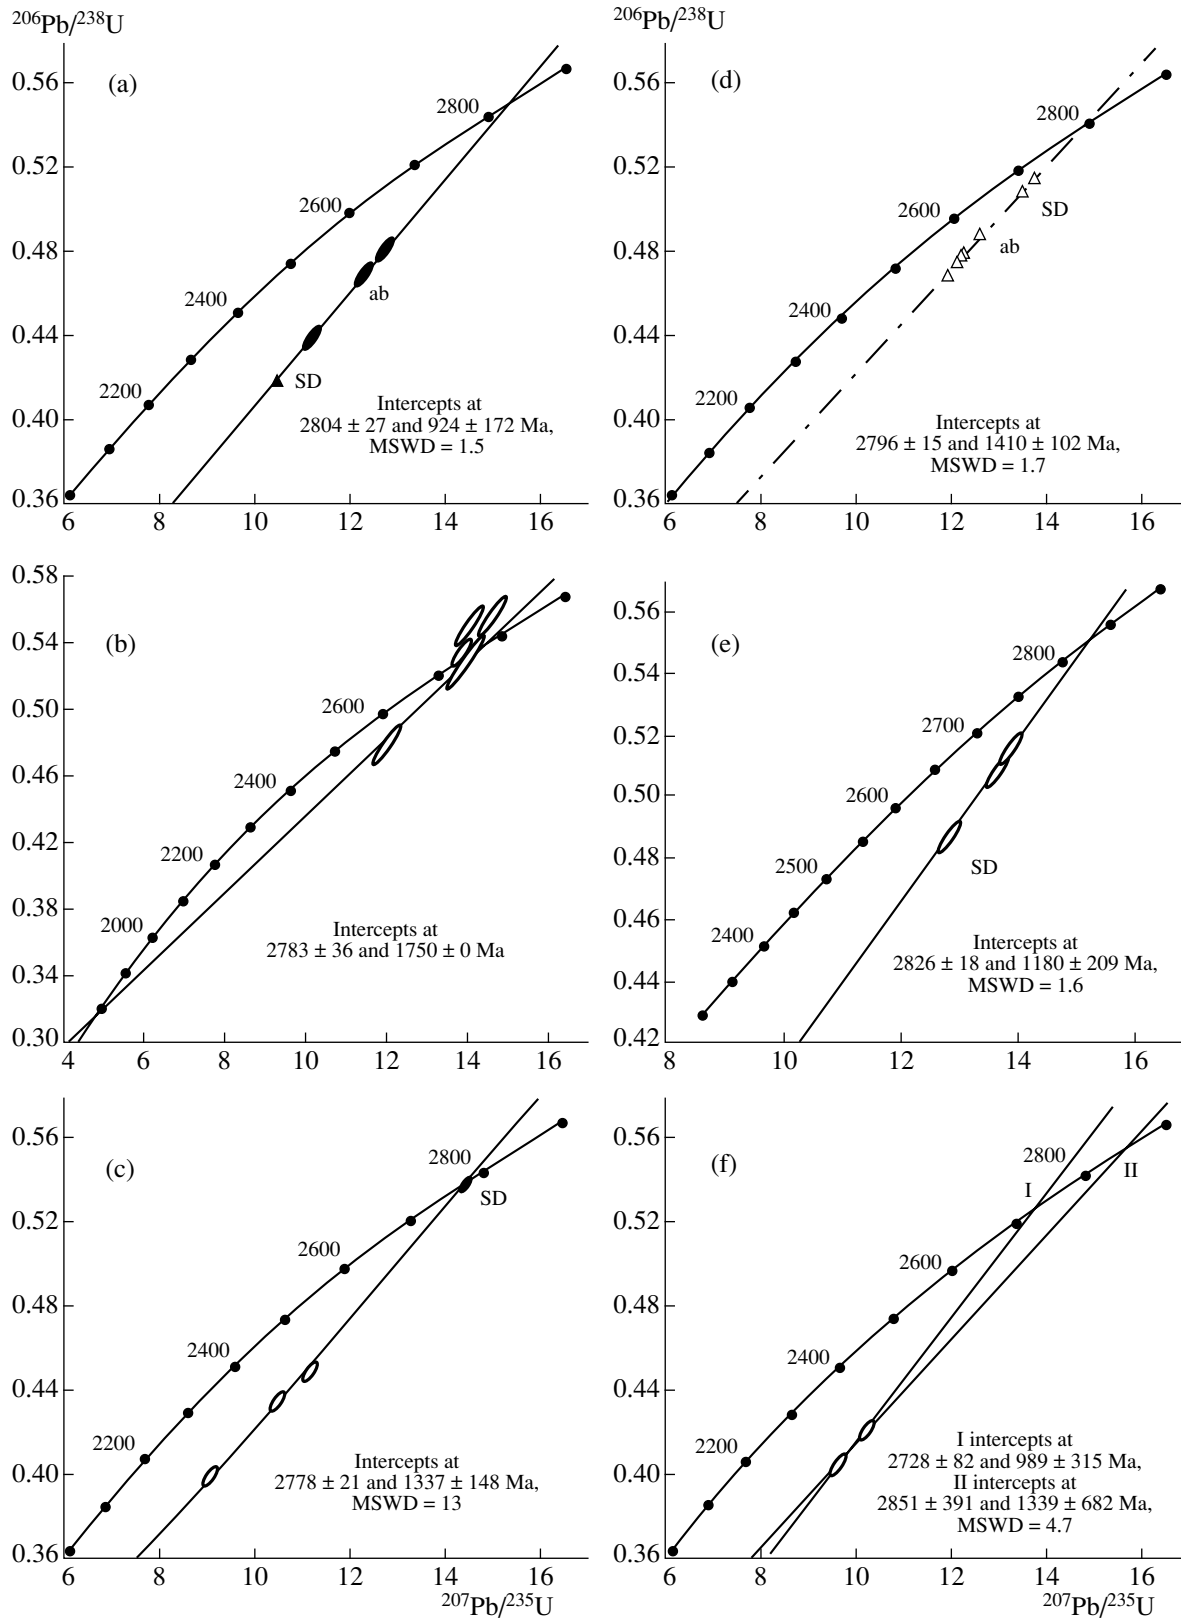 ²⁰⁶Pb/²³⁸U
(a)
0.56
0.52
0.48
0.44
0.40
0.36
2800
2600
2400
2200
ab
SD
Intercepts at
2804 ± 27 and 924 ± 172 Ma,
MSWD = 1.5
6 8 10 12 14 16
²⁰⁶Pb/²³⁸U
(d)
0.56
0.52
0.48
0.44
0.40
0.36
2800
2600
2400
2200
SD
ab
Intercepts at
2796 ± 15 and 1410 ± 102 Ma,
MSWD = 1.7
6 8 10 12 14 16
(b)
0.58
0.54
0.50
0.46
0.42
0.38
0.34
0.30
2600
2400
2200
2000
Intercepts at
2783 ± 36 and 1750 ± 0 Ma
4 6 8 10 12 14 16
(e)
0.56
0.54
0.52
0.50
0.48
0.46
0.44
0.42
2800
2700
2600
2500
2400
SD
Intercepts at
2826 ± 18 and 1180 ± 209 Ma,
MSWD = 1.6
8 10 12 14 16
(c)
0.56
0.52
0.48
0.44
0.40
0.36
2800
SD
2600
2400
2200
Intercepts at
2778 ± 21 and 1337 ± 148 Ma,
MSWD = 13
6 8 10 12 14 16
²⁰⁷Pb/²³⁵U
(f)
0.56
0.52
0.48
0.44
0.40
0.36
2800
I
II
2600
2400
2200
I intercepts at
2728 ± 82 and 989 ± 315 Ma,
II intercepts at
2851 ± 391 and 1339 ± 682 Ma,
MSWD = 4.7
6 8 10 12 14 16
²⁰⁷Pb/²³⁵U